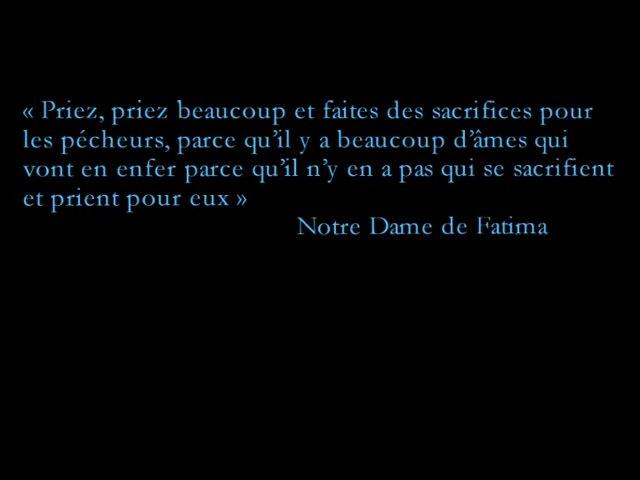 « Priez, priez beaucoup et faites des sacrifices pour
les pécheurs, parce qu’il y a beaucoup d’âmes qui
vont en enfer parce qu’il n’y en a pas qui se sacrifient
et prient pour eux »
Notre Dame de Fatima